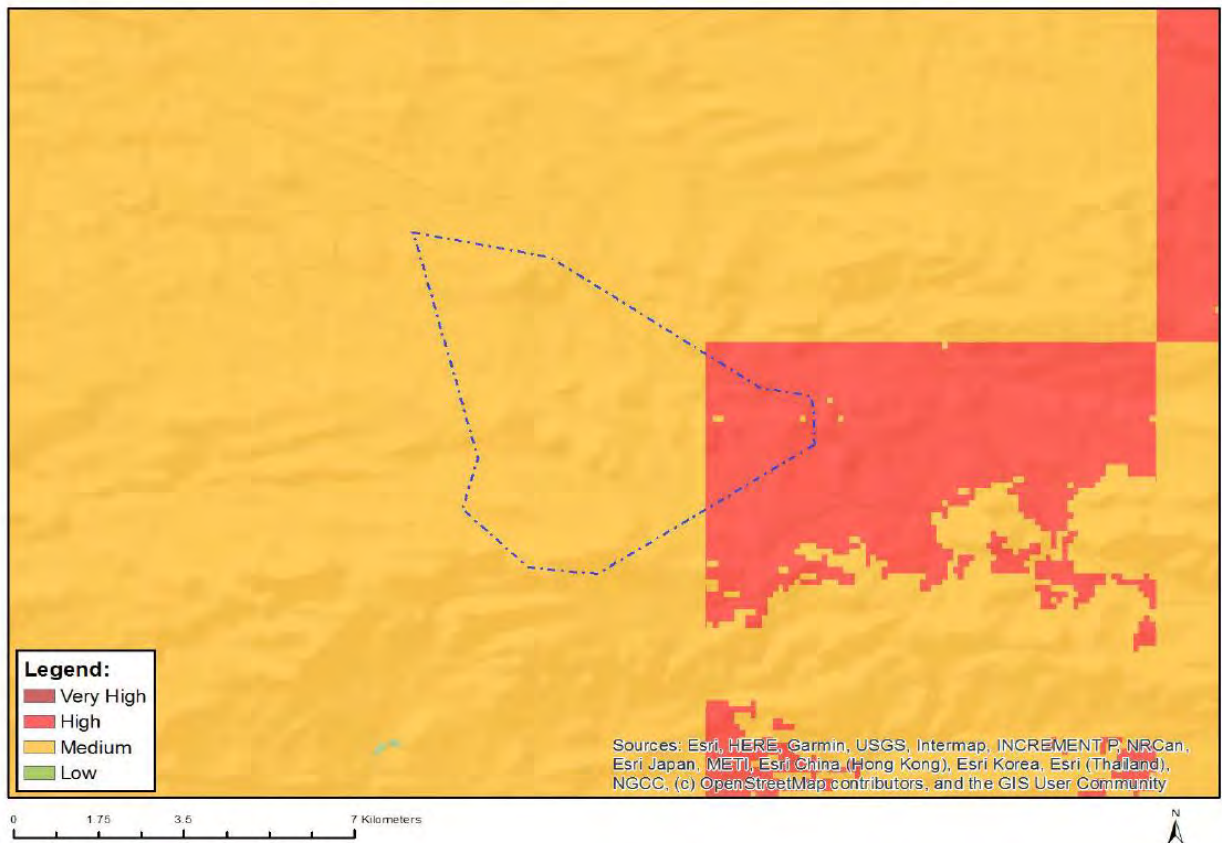 Legend:
Very High
High
Medium
Low
Sources: Esri, HERE, Garmin, USGS, Intermap, INCREMENT P, NRCan,
Esri Japan, METI, Esri China (Hong Kong), Esri Korea, Esri (Thailand),
NGCC, (c) OpenStreetMap contributors, and the GIS User Community
0 1.75 3.5 7 Kilometers
N